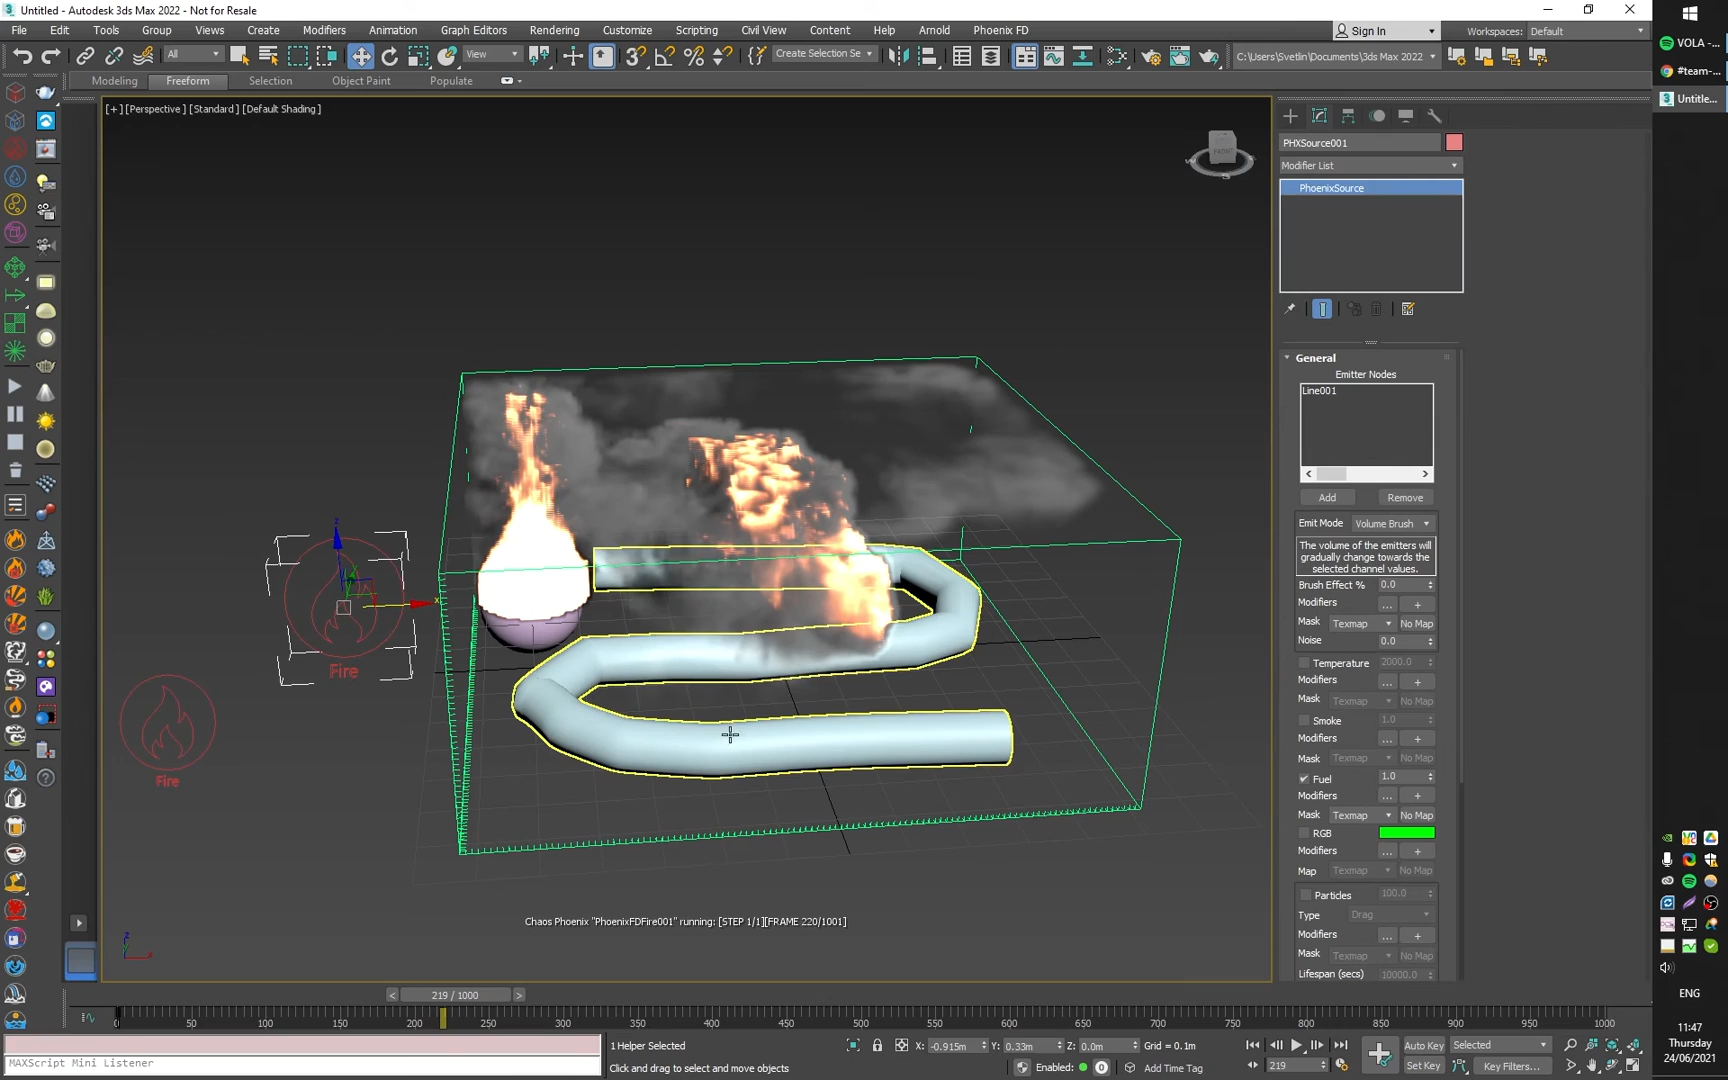 Untitled - Autodesk 3ds Max 2022 - Not for Resale
File Edit Tools Group Views Create Modifiers Animation Graph Editors Rendering Customize Scripting Civil View Content Help Arnold Phoenix FD Sign In Workspaces: Default
All View Create Selection Se C:\Users\Svetlin\Documents\3ds Max 2022
Modeling Freeform Selection Object Paint Populate
[+] [Perspective] [Standard] [Default Shading]
VOLA -...
#team-...
Untitle...
PHXSource001
Modifier List
PhoenixSource
General
Emitter Nodes
Line001
Add Remove
Emit Mode Volume Brush
The volume of the emitters will
gradually change towards the
selected channel values.
Brush Effect % 0.0
Modifiers ... +
Mask Texmap No Map
Noise 0.0
Temperature 2000.0
Modifiers ... +
Mask Texmap No Map
Smoke 1.0
Modifiers ... +
Mask Texmap No Map
Fuel 1.0
Modifiers ... +
Mask Texmap No Map
RGB
Modifiers ... +
Map Texmap No Map
Particles 100.0
Type Drag
Modifiers ... +
Mask Texmap No Map
Lifespan (secs) 10000.0
Fire
Fire
z
x
Chaos Phoenix "PhoenixFDFire001" running: [STEP 1/1][FRAME 220/1001]
z
x
< 219 / 1000 >
0 50 100 150 200 250 300 350 400 450 500 550 600 650 700 750 800 850 900 950 1000
MAXScript Mini Listener
1 Helper Selected
Click and drag to select and move objects
X: -0.915m Y: 0.33m Z: 0.0m Grid = 0.1m
Enabled: 0 Add Time Tag
219
Auto Key Selected
Set Key Key Filters...
ENG
11:47
Thursday
24/06/2021